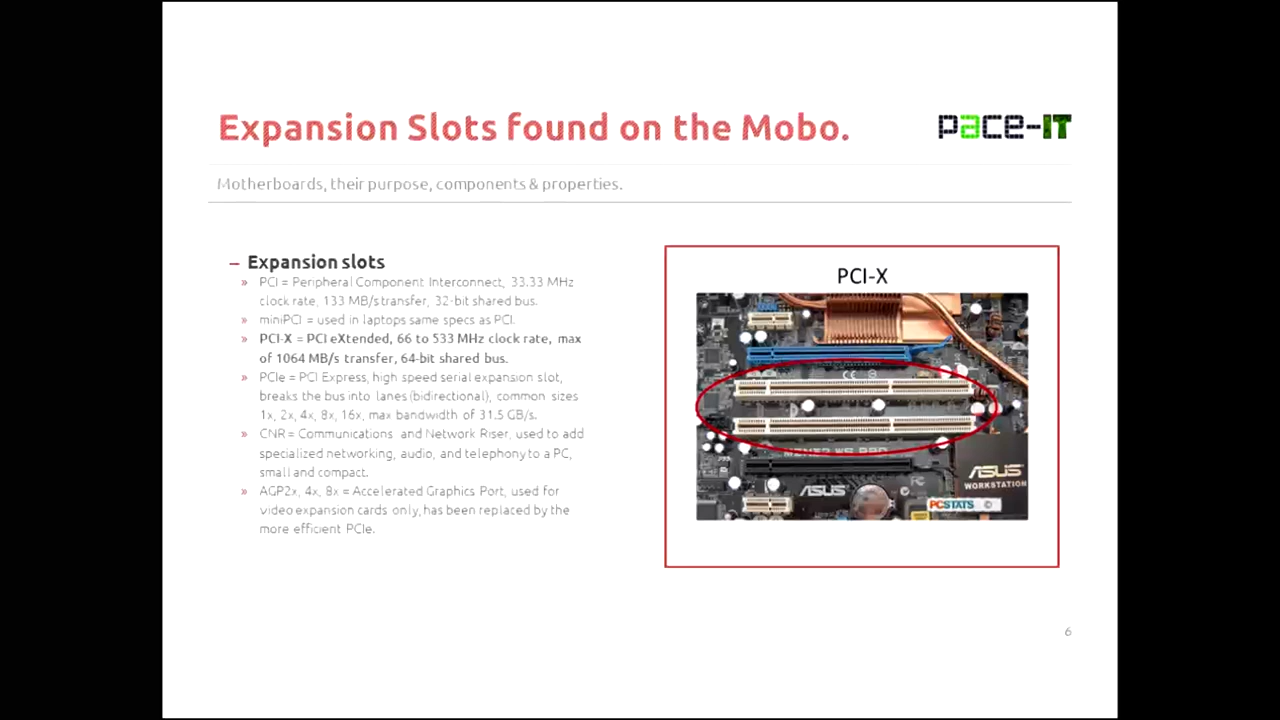 Expansion Slots found on the Mobo.
pace-IT
Motherboards, their purpose, components & properties.
– Expansion slots
» PCI = Peripheral Component Interconnect, 33.33 MHz
clock rate, 133 MB/s transfer, 32-bit shared bus.
» miniPCI = used in laptops same specs as PCI.
» PCI-X = PCI eXtended, 66 to 533 MHz clock rate, max
of 1064 MB/s transfer, 64-bit shared bus.
» PCIe = PCI Express, high speed serial expansion slot,
breaks the bus into lanes (bidirectional), common sizes
1x, 2x, 4x, 8x, 16x, max bandwidth of 31.5 GB/s.
» CNR = Communications and Network Riser, used to add
specialized networking, audio, and telephony to a PC,
small and compact.
» AGP2x, 4x, 8x = Accelerated Graphics Port, used for
video expansion cards only, has been replaced by the
more efficient PCIe.
PCI-X
ASUS
WORKSTATION
ASUS
PCSTATS ©
6